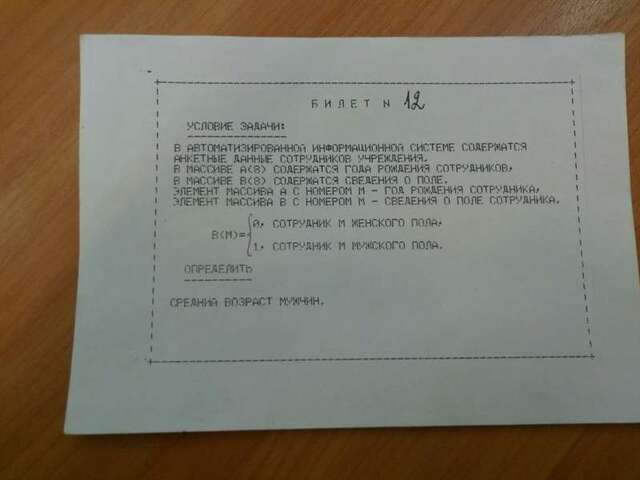 БИЛЕТ N 12
УСЛОВИЕ ЗАДАЧИ:
В АВТОМАТИЗИРОВАННОЙ ИНФОРМАЦИОННОЙ СИСТЕМЕ СОДЕРЖАТСЯ
АНКЕТНЫЕ ДАННЫЕ СОТРУДНИКОВ УЧРЕЖДЕНИЯ.
В МАССИВЕ А(8) СОДЕРЖАТСЯ ГОДА РОЖДЕНИЯ СОТРУДНИКОВ,
В МАССИВЕ В(8) СОДЕРЖАТСЯ СВЕДЕНИЯ О ПОЛЕ.
ЭЛЕМЕНТ МАССИВА А С НОМЕРОМ М - ГОД РОЖДЕНИЯ СОТРУДНИКА,
ЭЛЕМЕНТ МАССИВА В С НОМЕРОМ М - СВЕДЕНИЯ О ПОЛЕ СОТРУДНИКА.
0, СОТРУДНИК М ЖЕНСКОГО ПОЛА,
В(М)=
1, СОТРУДНИК М МУЖСКОГО ПОЛА.
ОПРЕДЕЛИТЬ
СРЕДНИЙ ВОЗРАСТ МУЖЧИН.